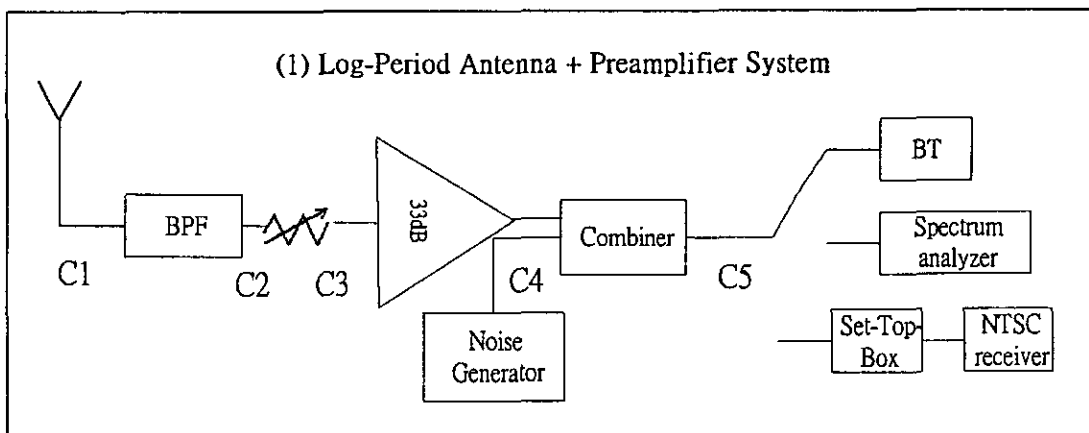 (1) Log-Period Antenna + Preamplifier System
BT
BPF
33dB
Combiner
Spectrum
analyzer
C1
C2
C3
C4
C5
Noise
Generator
Set-Top-
Box
NTSC
receiver